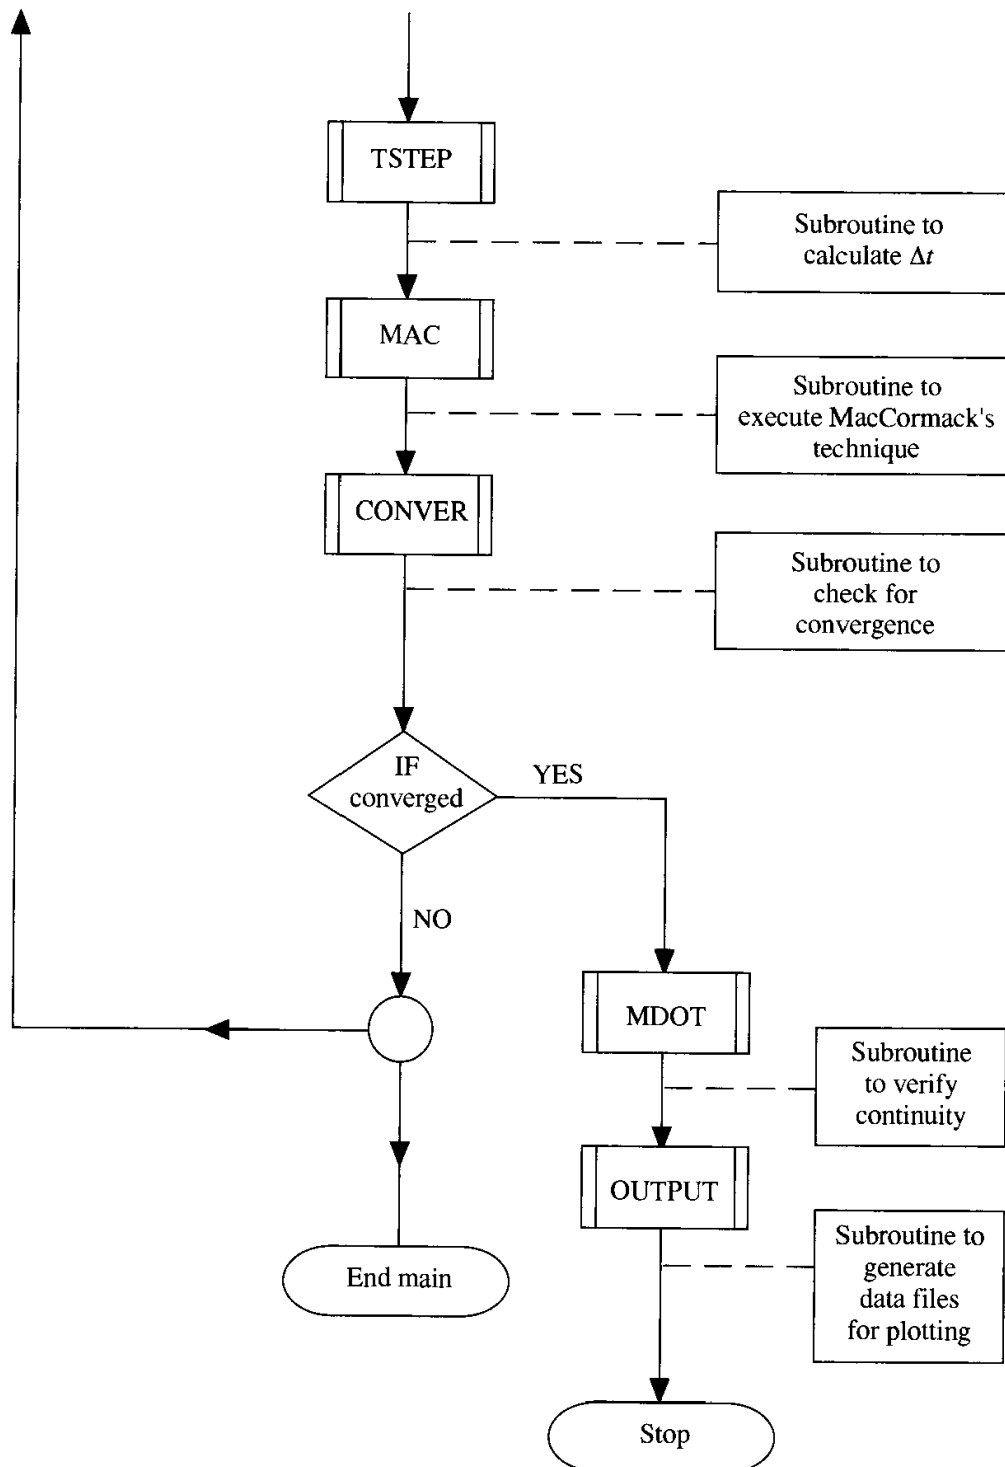 TSTEP
Subroutine to
calculate Δt
MAC
Subroutine to
execute MacCormack's
technique
CONVER
Subroutine to
check for
convergence
IF
converged
YES
NO
MDOT
Subroutine
to verify
continuity
OUTPUT
Subroutine to
generate
data files
for plotting
End main
Stop